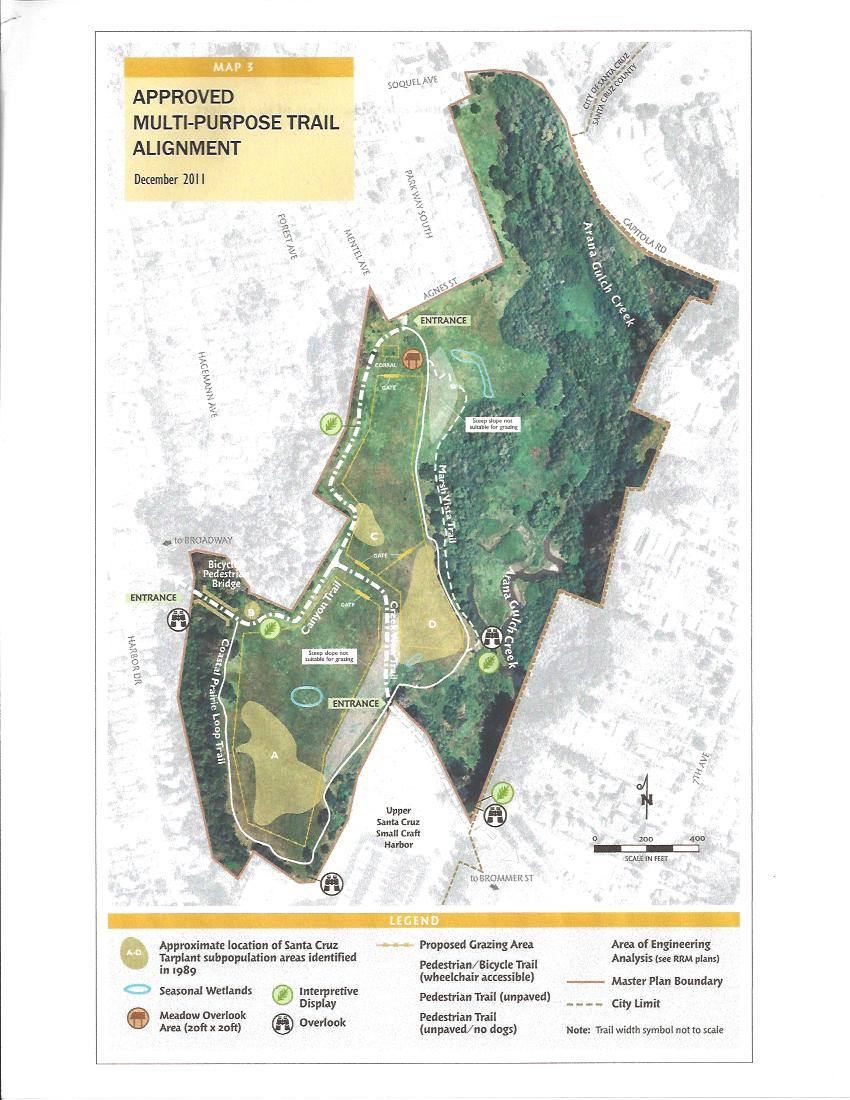 MAP 3
APPROVED
MULTI-PURPOSE TRAIL
ALIGNMENT
December 2011
SOQUEL AVE
CITY OF SANTA CRUZ
SANTA CRUZ COUNTY
PARK WAY SOUTH
FOREST AVE
MENTEL AVE
CAPITOLA RD
Arana Gulch Creek
AGNES ST
ENTRANCE
HAGEMANN AVE
CORRAL
GATE
Steep slope not
suitable for grazing
Marsh Vista Trail
C
to BROADWAY
GATE
Bicycle
Pedestrian
Bridge
ENTRANCE
B
Canyon Trail
GATE
D
Arana Gulch Creek
HARBOR DR
Coastal Prairie Loop Trail
Steep slope not
suitable for grazing
ENTRANCE
A
7TH AVE
N
Upper
Santa Cruz
Small Craft
Harbor
0 200 400
SCALE IN FEET
to BROMMER ST
LEGEND
A-D
Approximate location of Santa Cruz
Tarplant subpopulation areas identified
in 1989
Seasonal Wetlands
Meadow Overlook
Area (20ft x 20ft)
Interpretive
Display
Overlook
Proposed Grazing Area
Pedestrian/Bicycle Trail
(wheelchair accessible)
Pedestrian Trail (unpaved)
Pedestrian Trail
(unpaved/no dogs)
Area of Engineering
Analysis (see RRM plans)
Master Plan Boundary
City Limit
Note: Trail width symbol not to scale